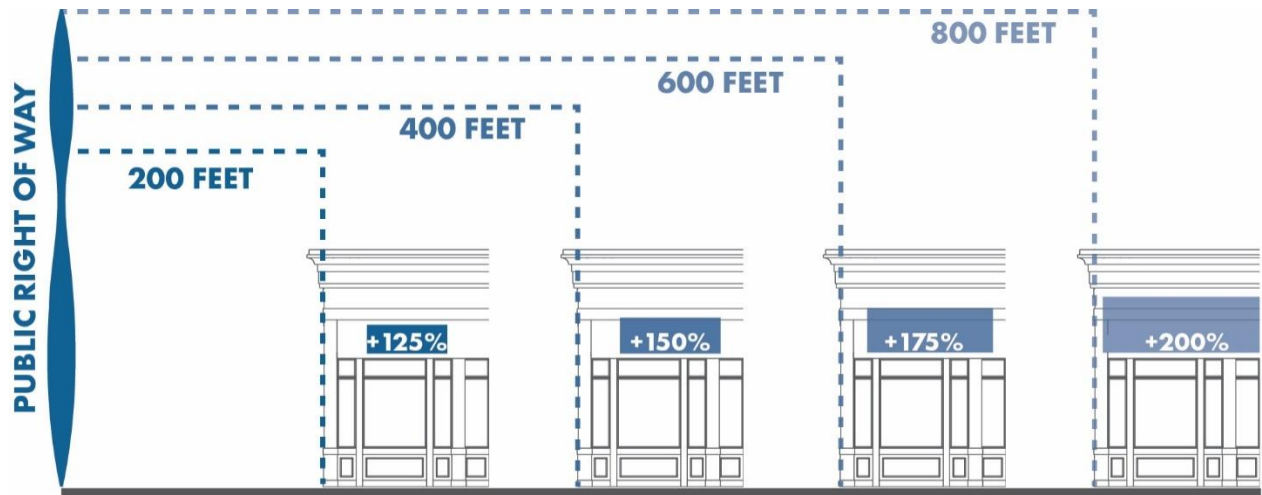 PUBLIC RIGHT OF WAY
800 FEET
600 FEET
400 FEET
200 FEET
+125%
+150%
+175%
+200%